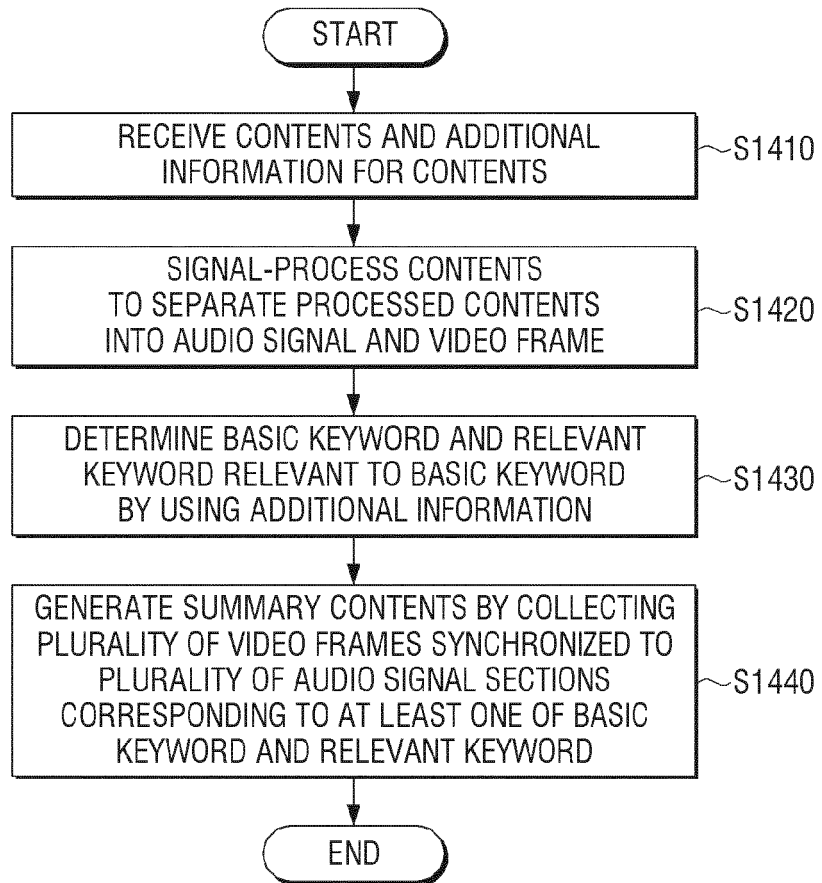 START
RECEIVE CONTENTS AND ADDITIONAL
INFORMATION FOR CONTENTS
S1410
SIGNAL-PROCESS CONTENTS
TO SEPARATE PROCESSED CONTENTS
INTO AUDIO SIGNAL AND VIDEO FRAME
S1420
DETERMINE BASIC KEYWORD AND RELEVANT
KEYWORD RELEVANT TO BASIC KEYWORD
BY USING ADDITIONAL INFORMATION
S1430
GENERATE SUMMARY CONTENTS BY COLLECTING
PLURALITY OF VIDEO FRAMES SYNCHRONIZED TO
PLURALITY OF AUDIO SIGNAL SECTIONS
CORRESPONDING TO AT LEAST ONE OF BASIC
KEYWORD AND RELEVANT KEYWORD
S1440
END